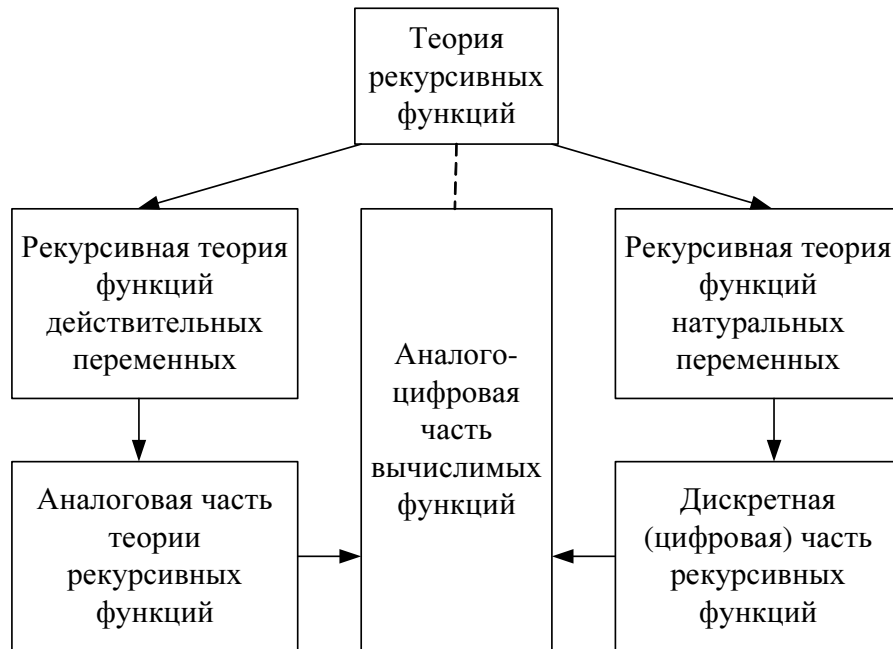 Теория
рекурсивных
функций
Рекурсивная теория
функций
действительных
переменных
Аналого-
цифровая
часть
вычислимых
функций
Рекурсивная теория
функций
натуральных
переменных
Аналоговая часть
теории
рекурсивных
функций
Дискретная
(цифровая) часть
рекурсивных
функций